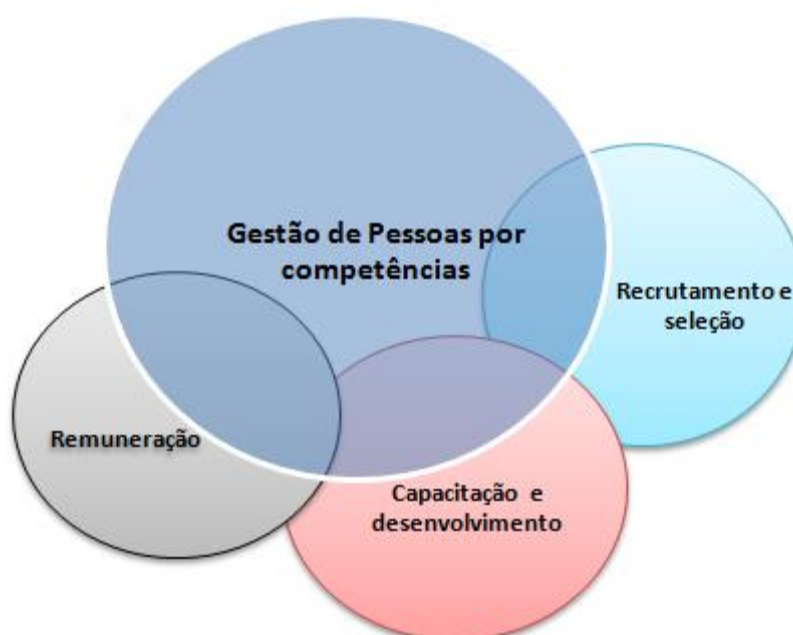 Gestão de Pessoas por
competências
Recrutamento e
seleção
Remuneração
Capacitação e
desenvolvimento